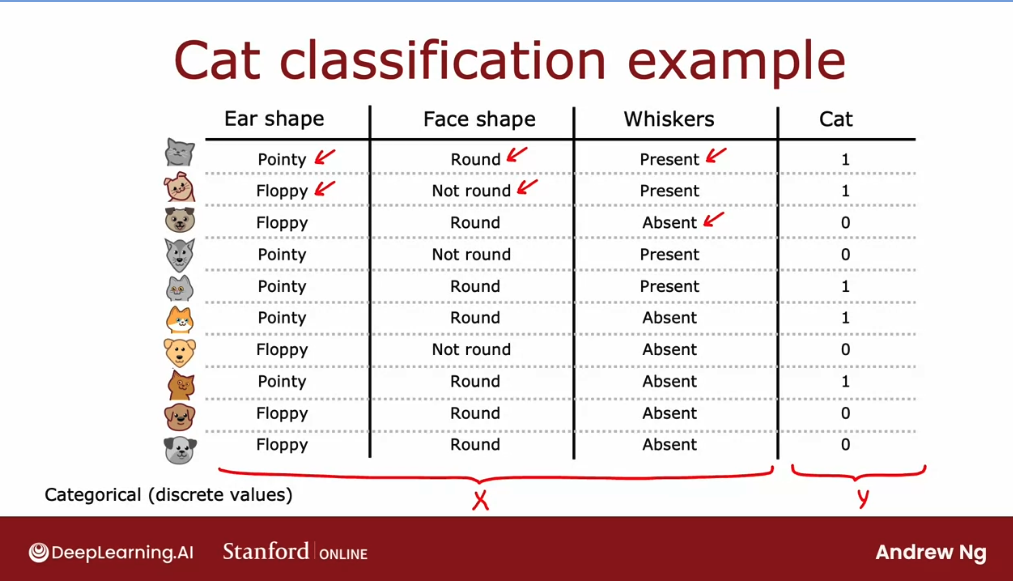 Cat classification example
Ear shape Face shape Whiskers Cat
Pointy Round Present 1
Floppy Not round Present 1
Floppy Round Absent 0
Pointy Not round Present 0
Pointy Round Present 1
Pointy Round Absent 1
Floppy Not round Absent 0
Pointy Round Absent 1
Floppy Round Absent 0
Floppy Round Absent 0
Categorical (discrete values)
X y
DeepLearning.AI Stanford ONLINE Andrew Ng